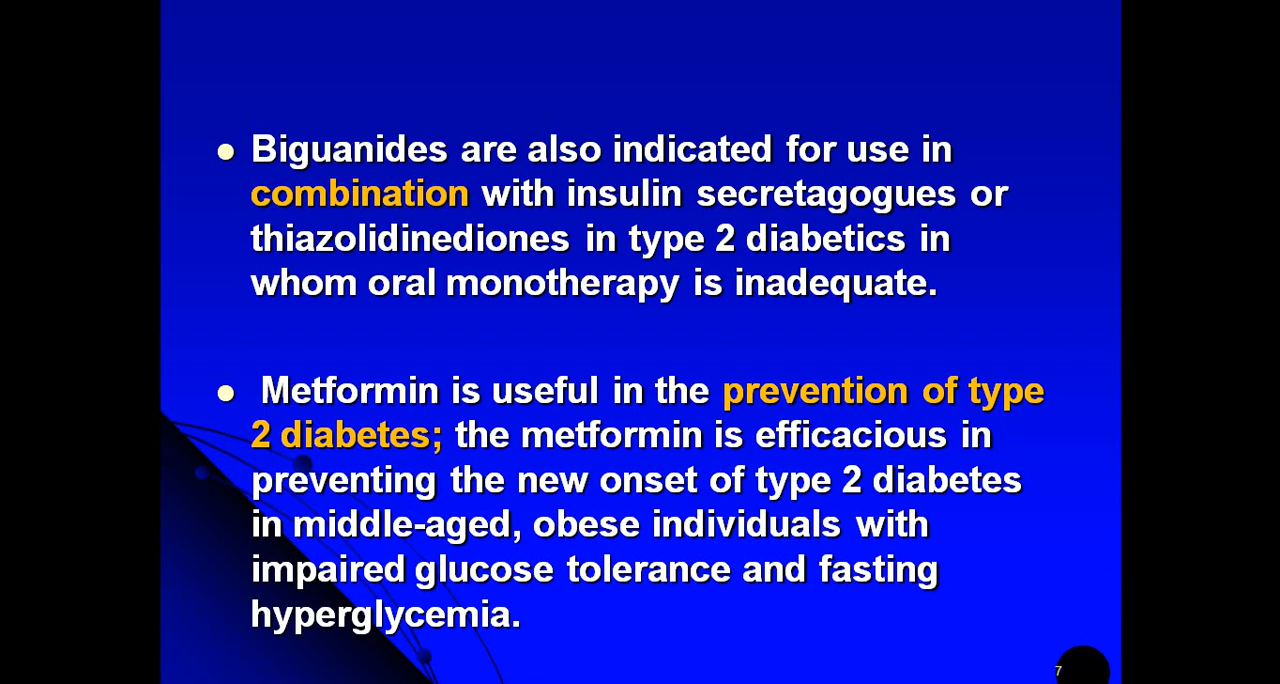 Biguanides are also indicated for use in
combination with insulin secretagogues or
thiazolidinediones in type 2 diabetics in
whom oral monotherapy is inadequate.
Metformin is useful in the prevention of type
2 diabetes; the metformin is efficacious in
preventing the new onset of type 2 diabetes
in middle-aged, obese individuals with
impaired glucose tolerance and fasting
hyperglycemia.
7